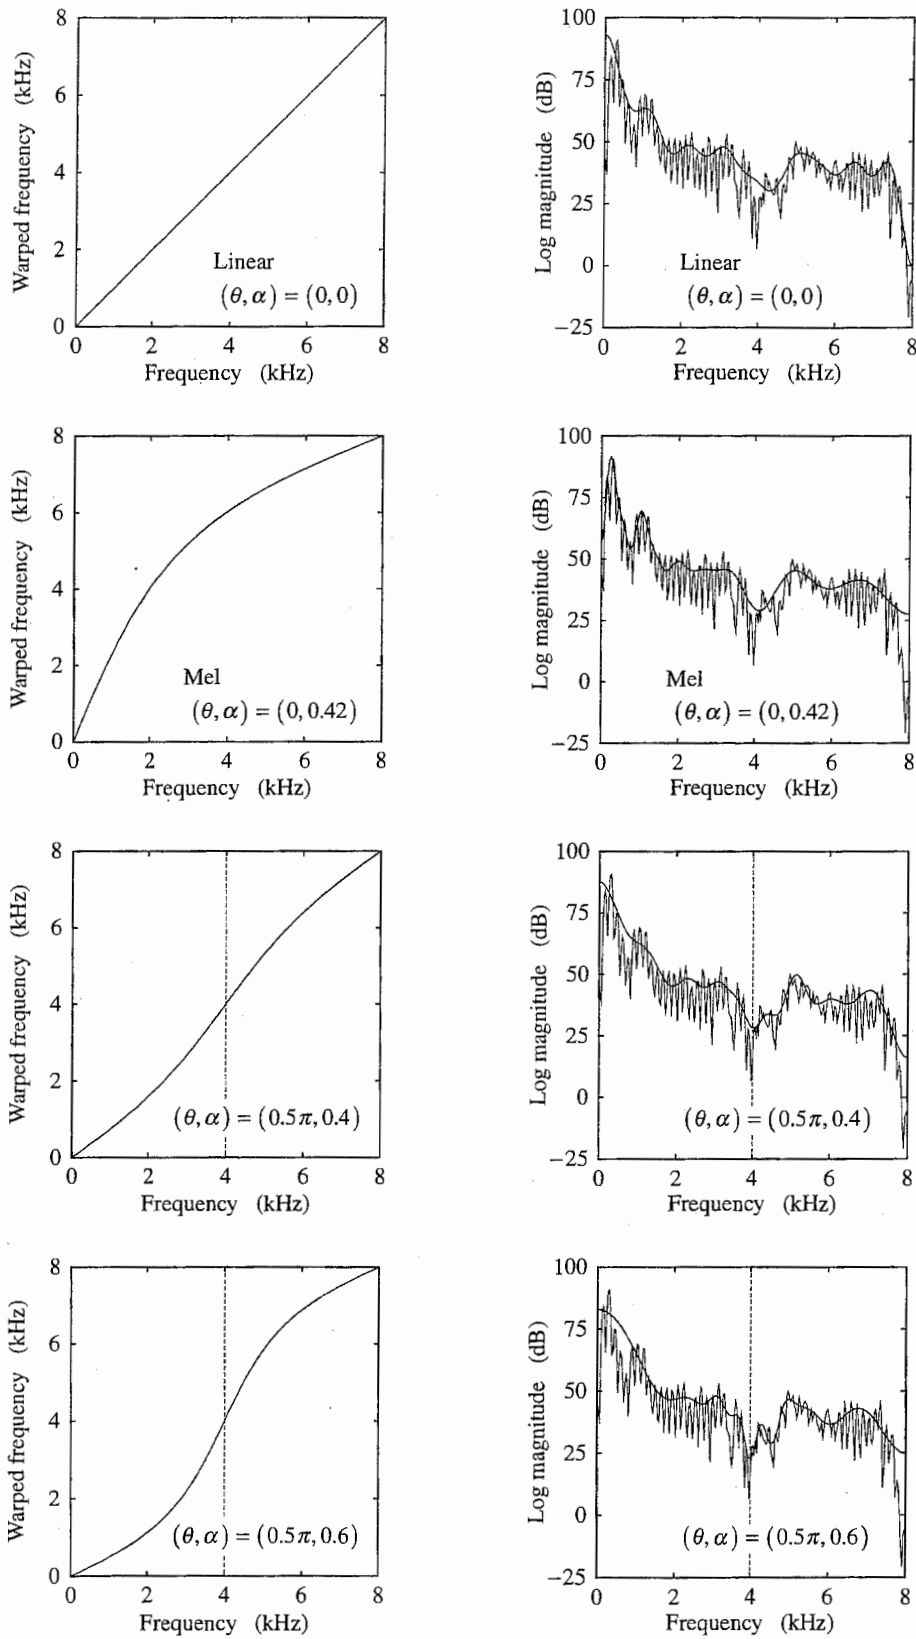 8
6
4
2
0
Warped frequency (kHz)
Linear
(θ, α) = (0, 0)
0 2 4 6 8
Frequency (kHz)
100
75
50
25
0
−25
Log magnitude (dB)
Linear
(θ, α) = (0, 0)
0 2 4 6 8
Frequency (kHz)
8
6
4
2
0
Warped frequency (kHz)
Mel
(θ, α) = (0, 0.42)
0 2 4 6 8
Frequency (kHz)
100
75
50
25
0
−25
Log magnitude (dB)
Mel
(θ, α) = (0, 0.42)
0 2 4 6 8
Frequency (kHz)
8
6
4
2
0
Warped frequency (kHz)
(θ, α) = (0.5π, 0.4)
0 2 4 6 8
Frequency (kHz)
100
75
50
25
0
−25
Log magnitude (dB)
(θ, α) = (0.5π, 0.4)
0 2 4 6 8
Frequency (kHz)
8
6
4
2
0
Warped frequency (kHz)
(θ, α) = (0.5π, 0.6)
0 2 4 6 8
Frequency (kHz)
100
75
50
25
0
−25
Log magnitude (dB)
(θ, α) = (0.5π, 0.6)
0 2 4 6 8
Frequency (kHz)